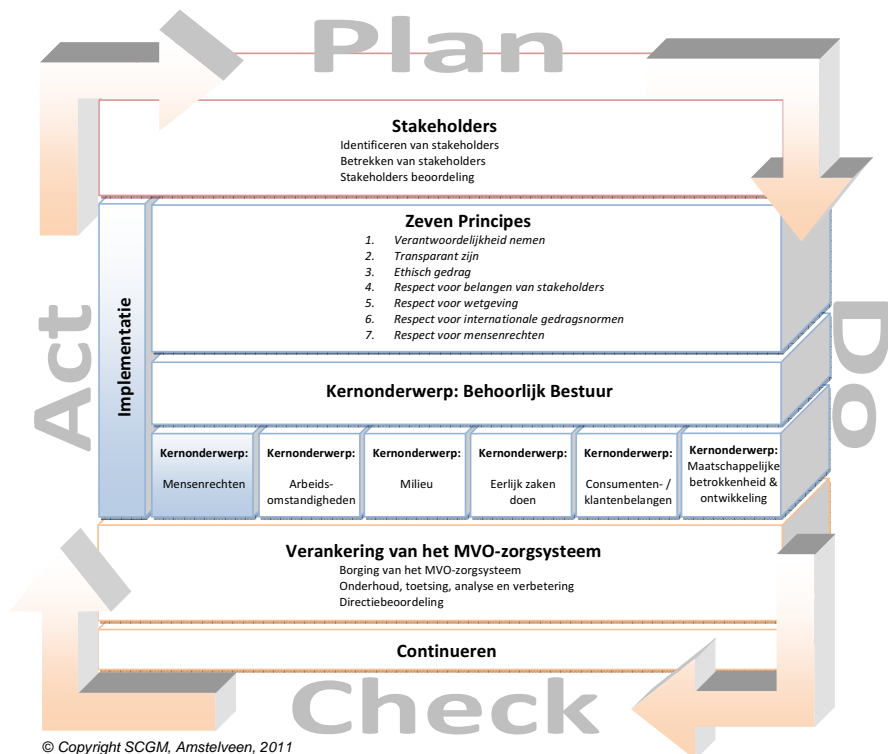 Plan
Stakeholders
Identificeren van stakeholders
Betrekken van stakeholders
Stakeholders beoordeling
Act
Implementatie
Zeven Principes
1. Verantwoordelijkheid nemen
2. Transparant zijn
3. Ethisch gedrag
4. Respect voor belangen van stakeholders
5. Respect voor wetgeving
6. Respect voor internationale gedragsnormen
7. Respect voor mensenrechten
Do
Kernonderwerp: Behoorlijk Bestuur
Kernonderwerp:
Mensenrechten
Kernonderwerp:
Arbeids-
omstandigheden
Kernonderwerp:
Milieu
Kernonderwerp:
Eerlijk zaken
doen
Kernonderwerp:
Consumenten- /
klantenbelangen
Kernonderwerp:
Maatschappelijke
betrokkenheid &
ontwikkeling
Verankering van het MVO-zorgsysteem
Borging van het MVO-zorgsysteem
Onderhoud, toetsing, analyse en verbetering
Directiebeoordeling
Continueren
Check
© Copyright SCGM, Amstelveen, 2011